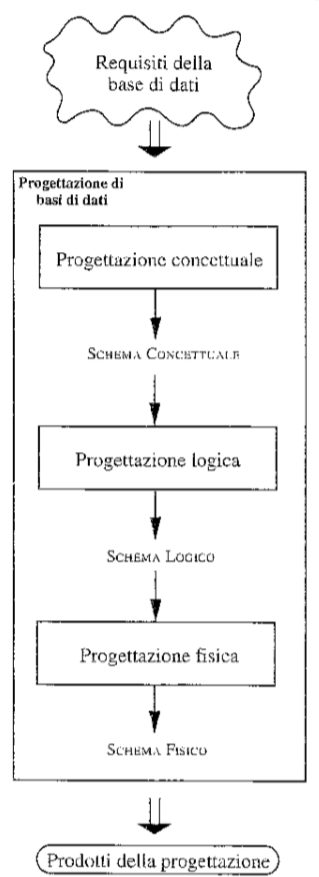 Requisiti della
base di dati
Progettazione di
basi di dati
Progettazione concettuale
SCHEMA CONCETTUALE
Progettazione logica
SCHEMA LOGICO
Progettazione fisica
SCHEMA FISICO
Prodotti della progettazione